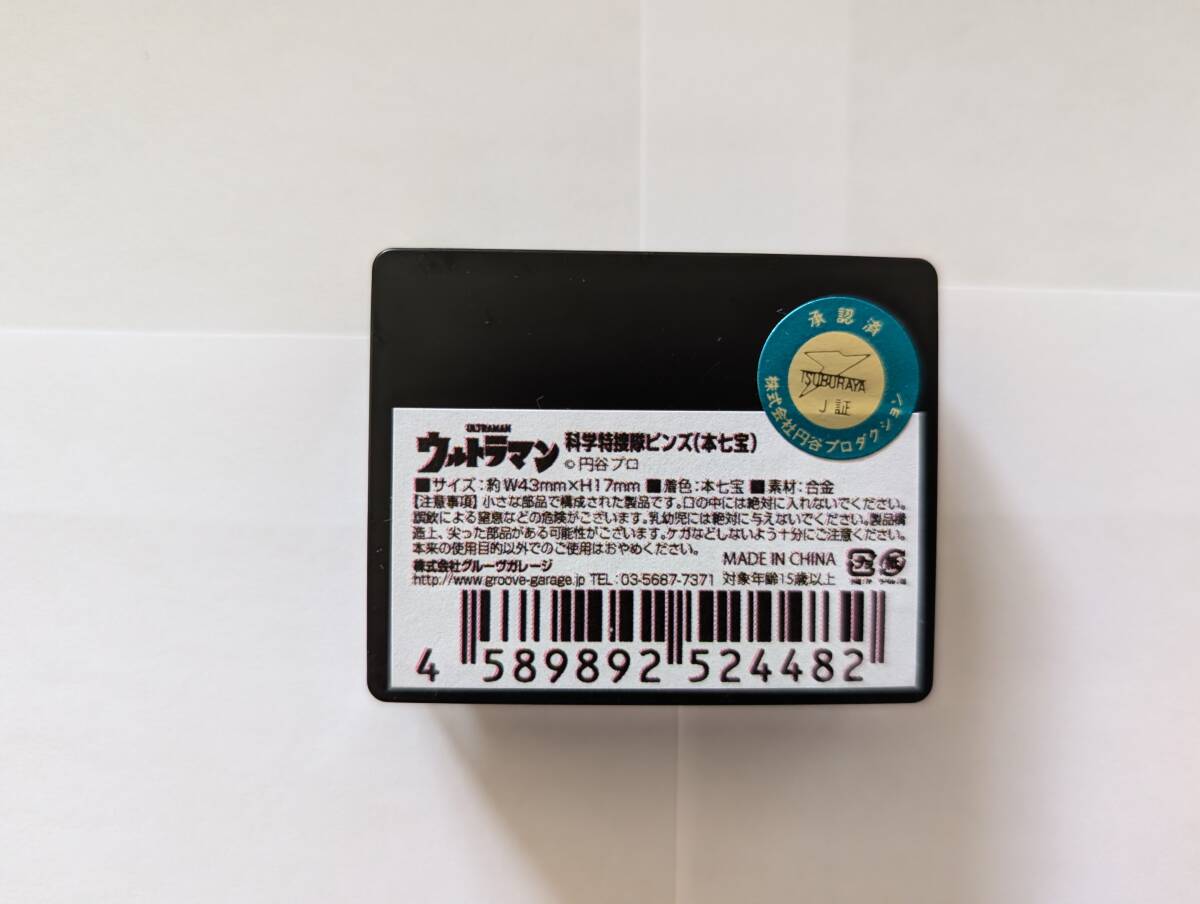 承認済
TSUBURAYA
J証
株式会社円谷プロダクション
ULTRAMAN
ウルトラマン 科学特捜隊ピンズ(本七宝)
©円谷プロ
■サイズ:約W43mm×H17mm ■着色:本七宝 ■素材:合金
【注意事項】小さな部品で構成された製品です。口の中には絶対に入れないでください。
誤飲による窒息などの危険がございます。乳幼児には絶対に与えないでください。製品構
造上、尖った部品がある可能性がございます。ケガなどしないよう十分にご注意ください。
本来の使用目的以外でのご使用はおやめください。
株式会社グルーヴガレージ MADE IN CHINA
http://www.groove-garage.jp TEL:03-5687-7371 対象年齢15歳以上
4 589892 524482